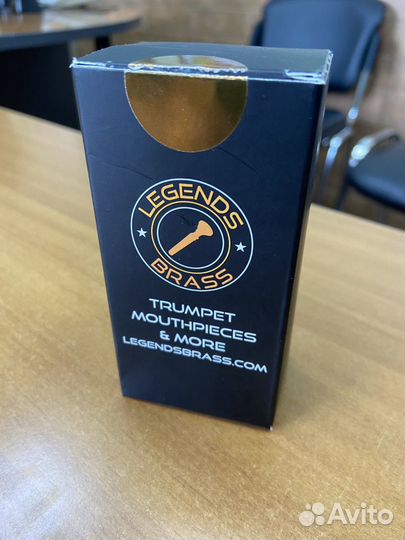 LEGENDS
BRASS
TRUMPET
MOUTHPIECES
& MORE
LEGENDSBRASS.COM
Avito